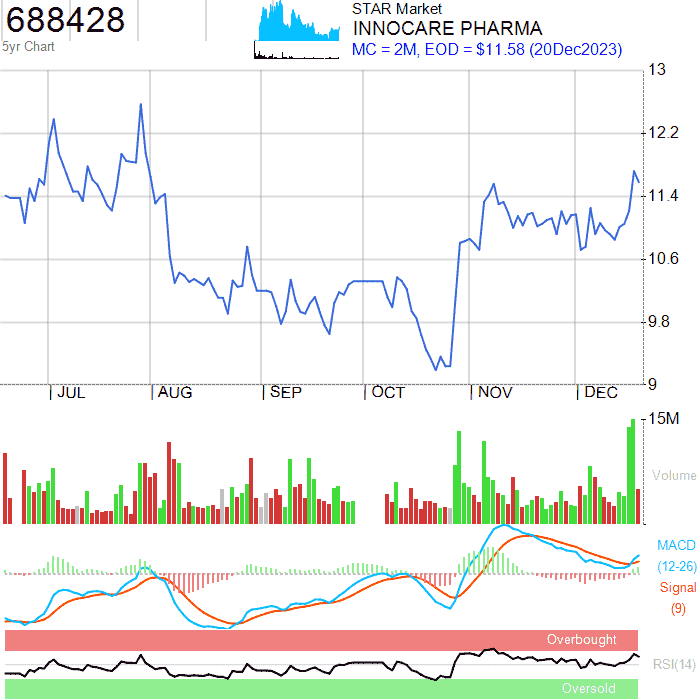 688428
5yr Chart
STAR Market
INNOCARE PHARMA
MC = 2M, EOD = $11.58 (20Dec2023)
13
12.2
11.4
10.6
9.8
9
JUL
AUG
SEP
OCT
NOV
DEC
15M
Volume
MACD
(12-26)
Signal
(9)
Overbought
RSI(14)
Oversold